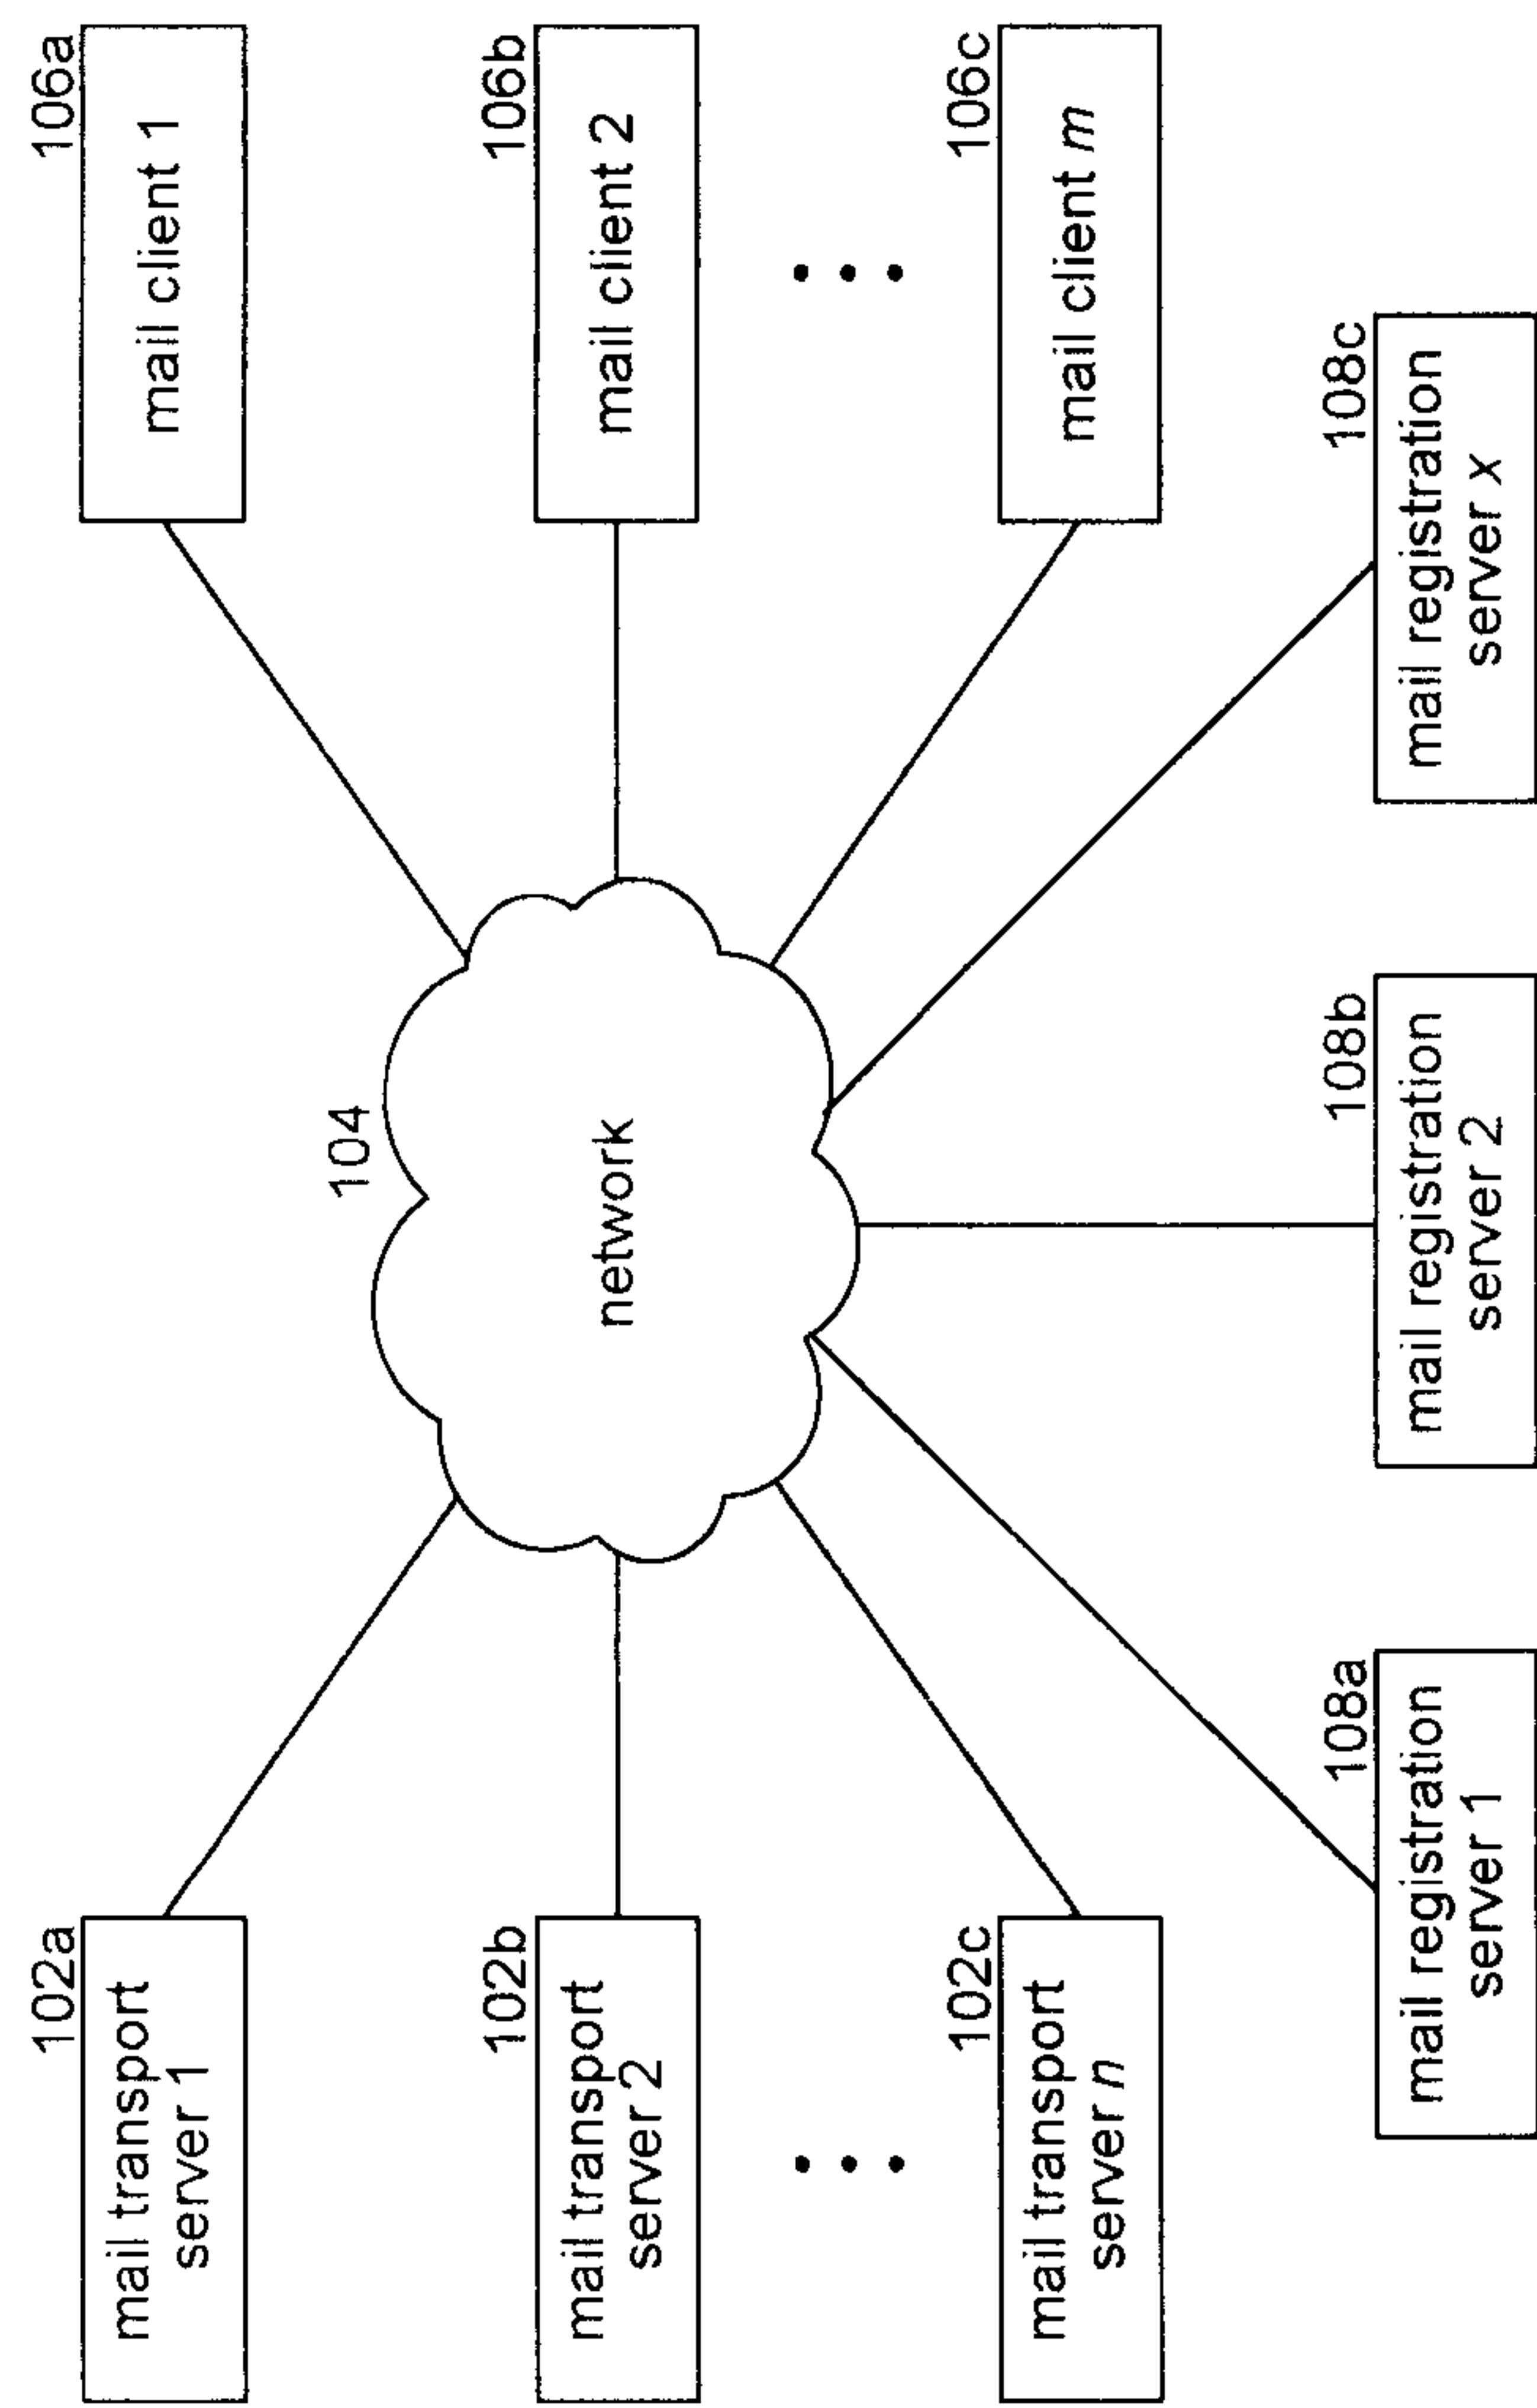 102a
mail transport
server 1
102b
mail transport
server 2
102c
mail transport
server n
104
network
106a
mail client 1
106b
mail client 2
106c
mail client m
108a
mail registration
server 1
108b
mail registration
server 2
108c
mail registration
server x